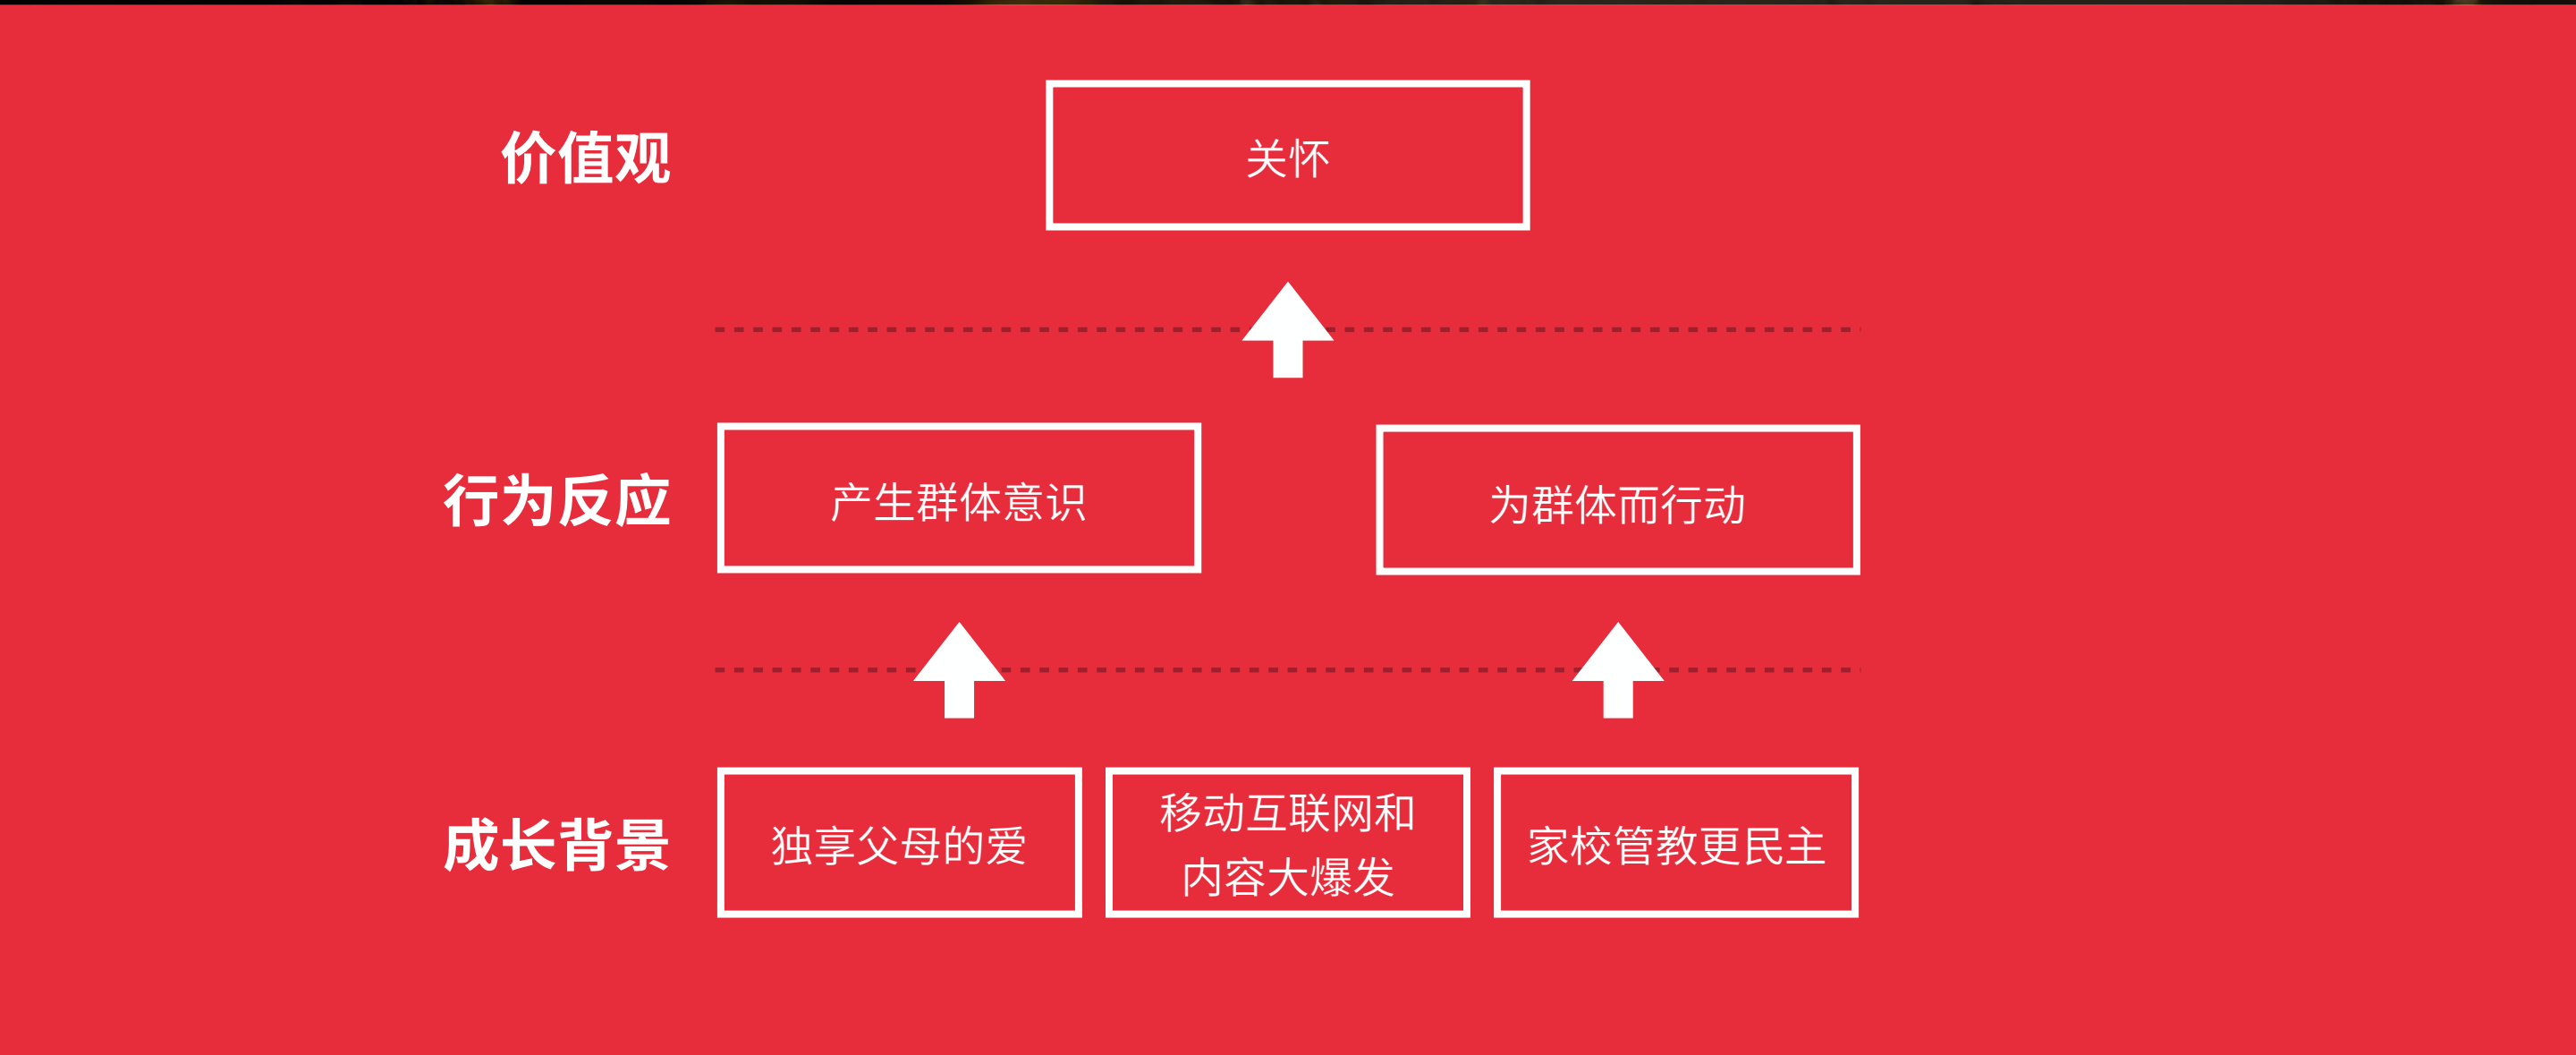 价值观
关怀
行为反应
产生群体意识
为群体而行动
成长背景
独享父母的爱
移动互联网和
内容大爆发
家校管教更民主